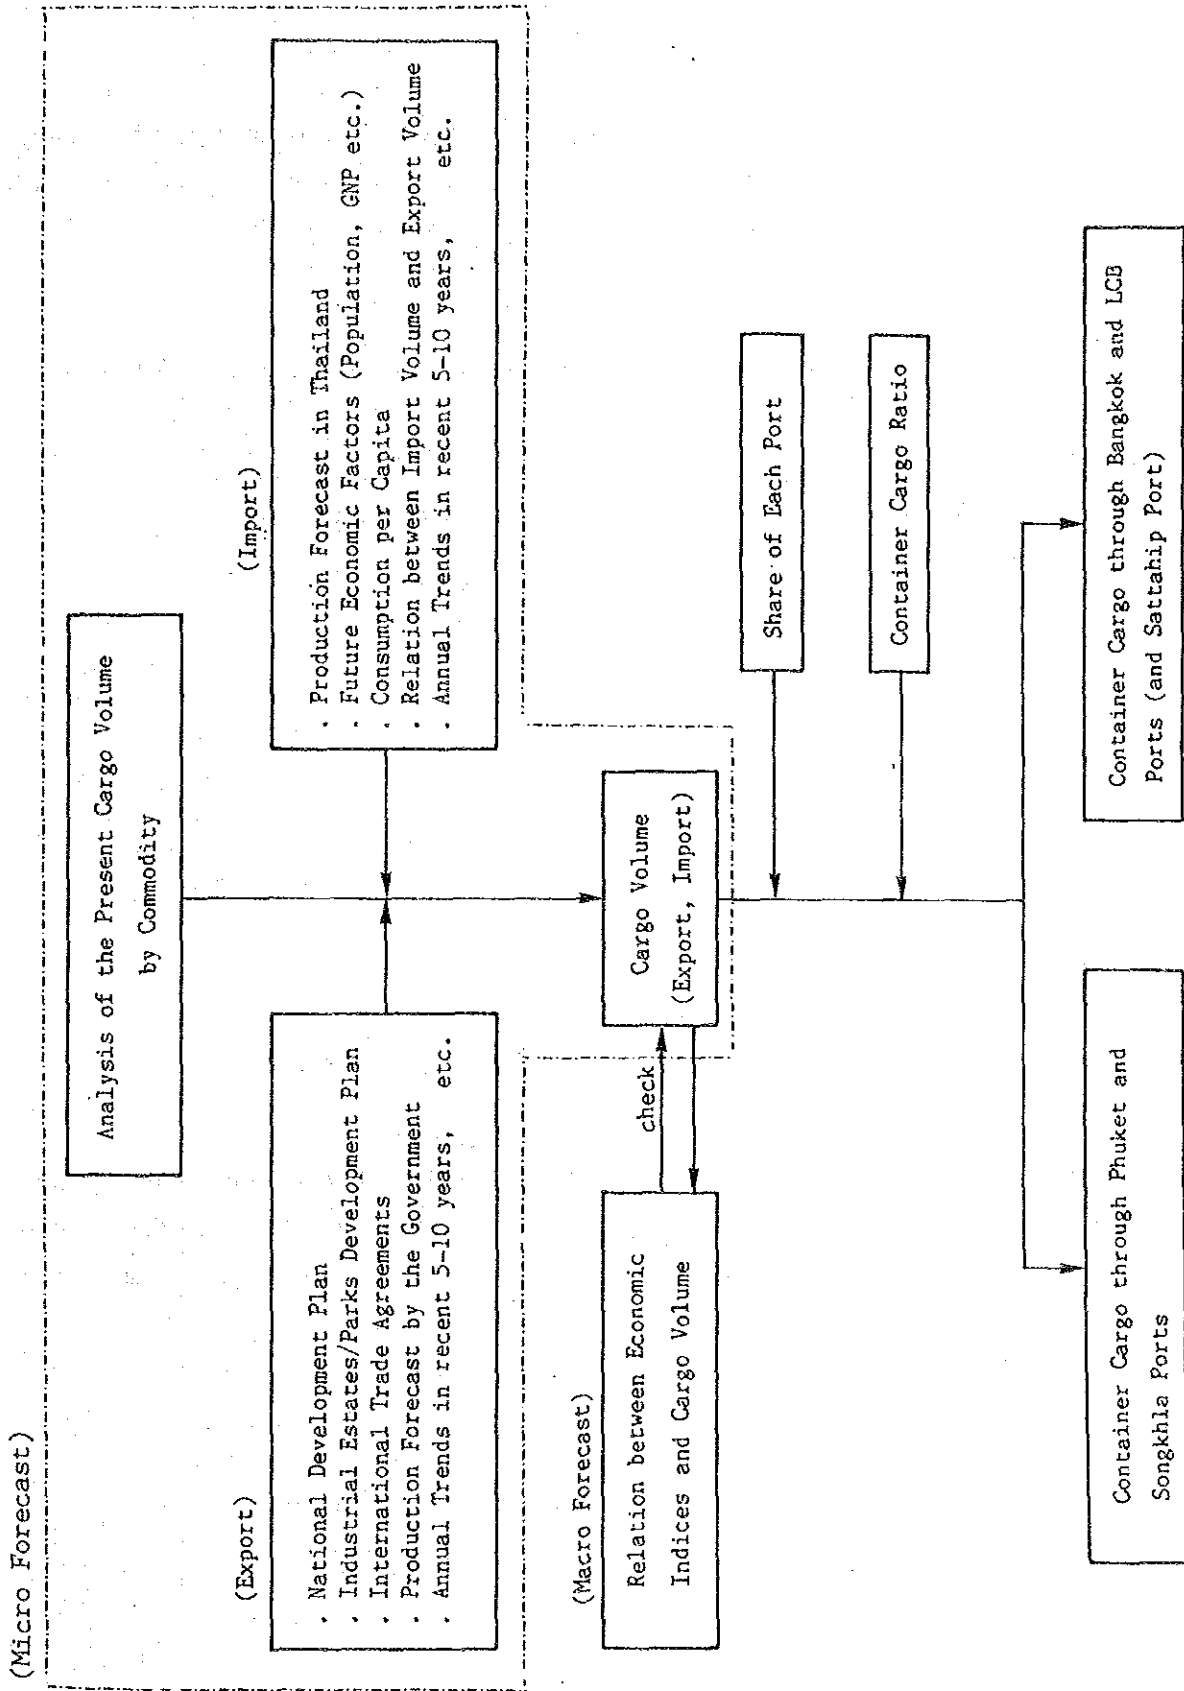 (Micro Forecast)
Analysis of the Present Cargo Volume
by Commodity
(Export)
. National Development Plan
. Industrial Estates/Parks Development Plan
. International Trade Agreements
. Production Forecast by the Government
. Annual Trends in recent 5-10 years, etc.
(Import)
. Production Forecast in Thailand
. Future Economic Factors (Population, GNP etc.)
. Consumption per Capita
. Relation between Import Volume and Export Volume
. Annual Trends in recent 5-10 years, etc.
(Macro Forecast)
Relation between Economic
Indices and Cargo Volume
check
Cargo Volume
(Export, Import)
Share of Each Port
Container Cargo Ratio
Container Cargo through Phuket and
Songkhla Ports
Container Cargo through Bangkok and LCB
Ports (and Sattahip Port)